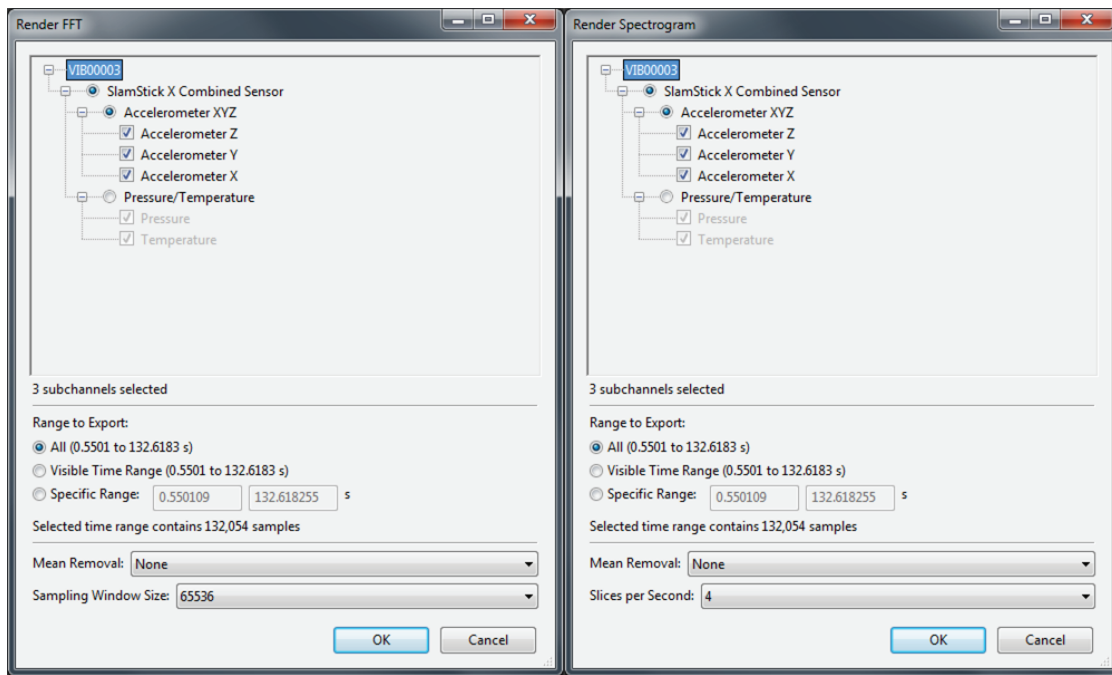 Render FFT
VIB00003
SlamStick X Combined Sensor
Accelerometer XYZ
Accelerometer Z
Accelerometer Y
Accelerometer X
Pressure/Temperature
Pressure
Temperature
3 subchannels selected
Range to Export:
All (0.5501 to 132.6183 s)
Visible Time Range (0.5501 to 132.6183 s)
Specific Range: 0.550109 132.618255 s
Selected time range contains 132,054 samples
Mean Removal: None
Sampling Window Size: 65536
OK Cancel
Render Spectrogram
VIB00003
SlamStick X Combined Sensor
Accelerometer XYZ
Accelerometer Z
Accelerometer Y
Accelerometer X
Pressure/Temperature
Pressure
Temperature
3 subchannels selected
Range to Export:
All (0.5501 to 132.6183 s)
Visible Time Range (0.5501 to 132.6183 s)
Specific Range: 0.550109 132.618255 s
Selected time range contains 132,054 samples
Mean Removal: None
Slices per Second: 4
OK Cancel